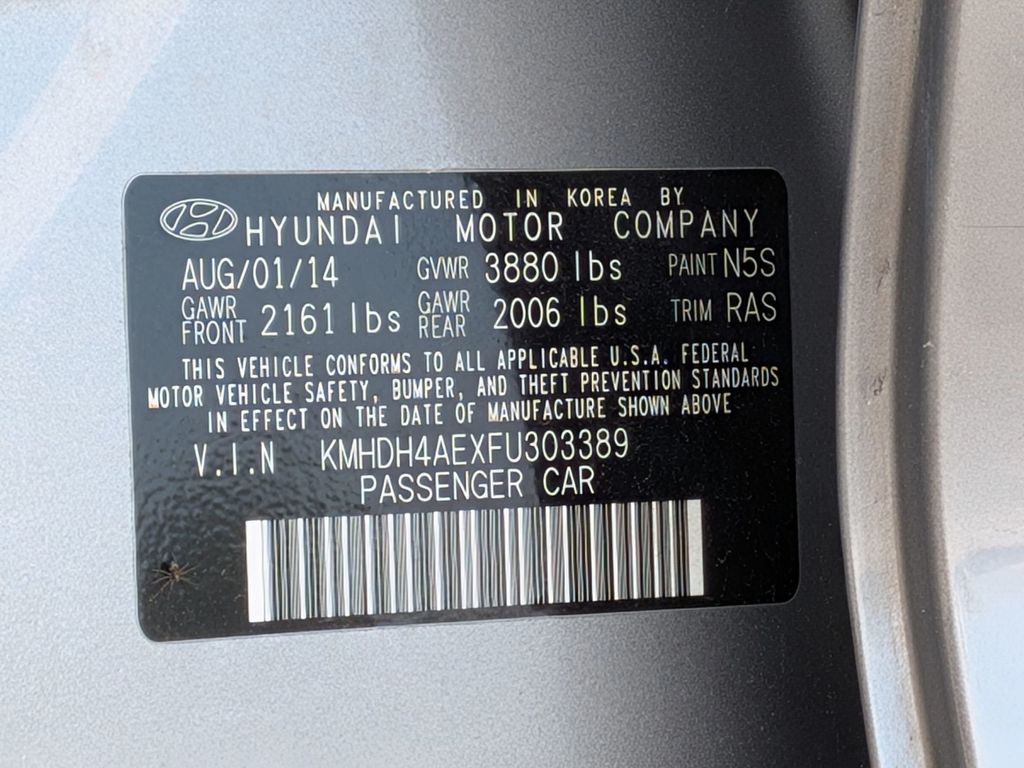 MANUFACTURED IN KOREA BY
HYUNDAI MOTOR COMPANY
AUG/01/14 GVWR 3880 lbs PAINT N5S
GAWR FRONT 2161 lbs GAWR REAR 2006 lbs TRIM RAS
THIS VEHICLE CONFORMS TO ALL APPLICABLE U.S.A. FEDERAL
MOTOR VEHICLE SAFETY, BUMPER, AND THEFT PREVENTION STANDARDS
IN EFFECT ON THE DATE OF MANUFACTURE SHOWN ABOVE
V.I.N KMHDH4AEXFU303389
PASSENGER CAR